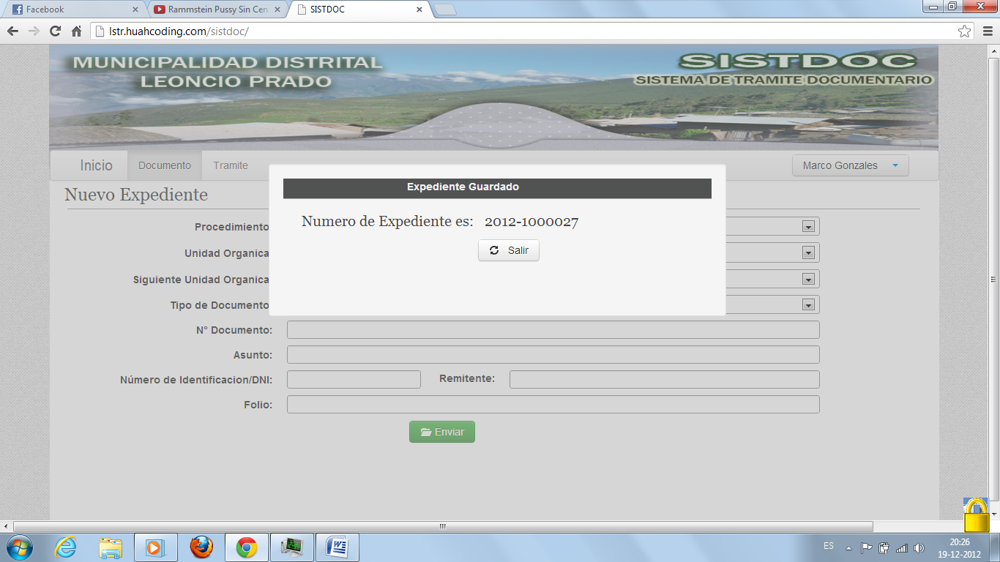 Facebook
Rammstein Pussy Sin Cen
SISTDOC
lstr.huahcoding.com/sistdoc/
MUNICIPALIDAD DISTRITAL
LEONCIO PRADO
SISTDOC
SISTEMA DE TRAMITE DOCUMENTARIO
Inicio
Documento
Tramite
Marco Gonzales
Nuevo Expediente
Expediente Guardado
Numero de Expediente es: 2012-1000027
Salir
Procedimiento
Unidad Organica
Siguiente Unidad Organica
Tipo de Documento
N° Documento:
Asunto:
Número de Identificacion/DNI:
Remitente:
Folio:
Enviar
ES
20:26
19-12-2012